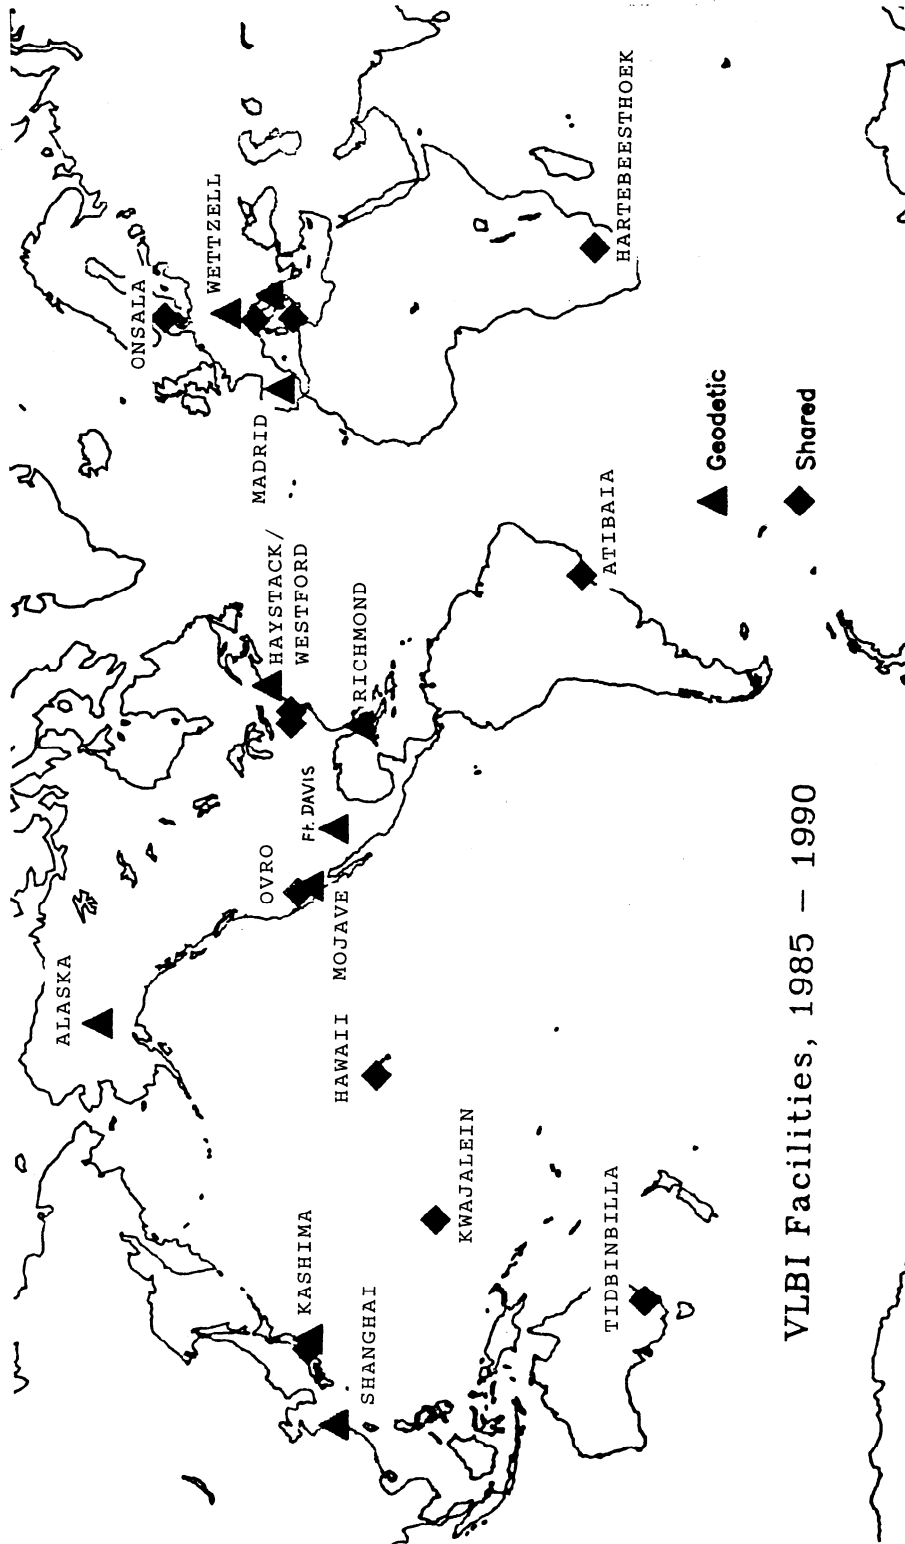 ALASKA
ONSALA
WETTZELL
OVRO
Ft. DAVIS
HAYSTACK/
WESTFORD
MADRID
KASHIMA
HAWAII
MOJAVE
RICHMOND
SHANGHAI
KWAJALEIN
TIDBINBILLA
ATIBAIA
HARTEBEESTHOEK
Geodetic
Shared
VLBI Facilities, 1985 — 1990